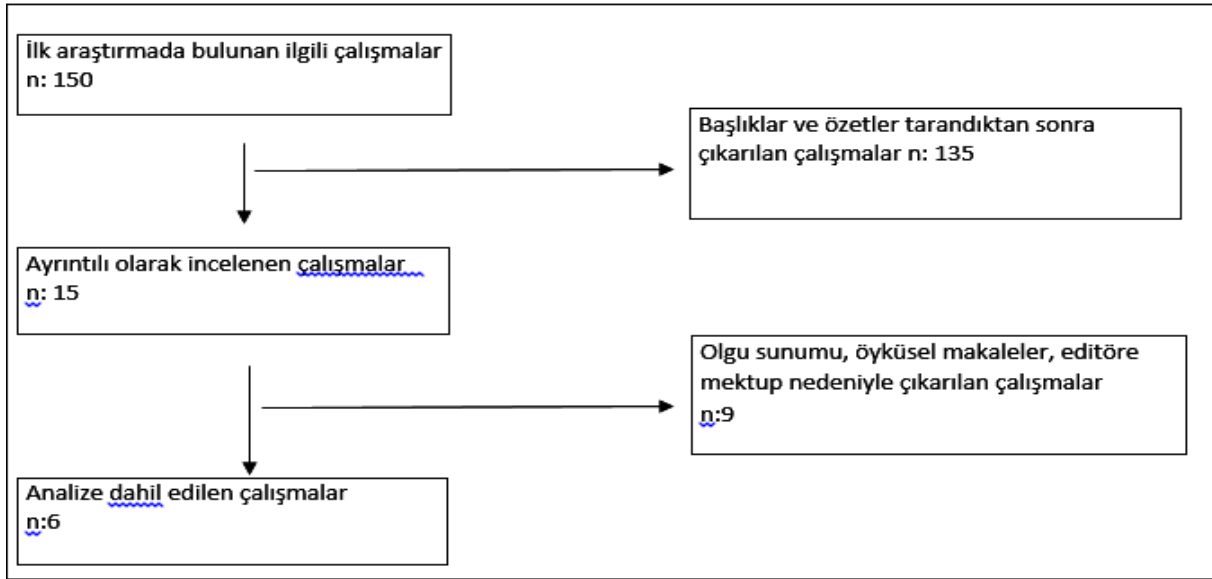 İlk araştırmada bulunan ilgili çalışmalar
n: 150
Başlıklar ve özetler tarandıktan sonra
çıkarılan çalışmalar n: 135
Ayrıntılı olarak incelenen çalışmalar
n: 15
Olgu sunumu, öyküsel makaleler, editöre
mektup nedeniyle çıkarılan çalışmalar
n:9
Analize dahil edilen çalışmalar
n:6